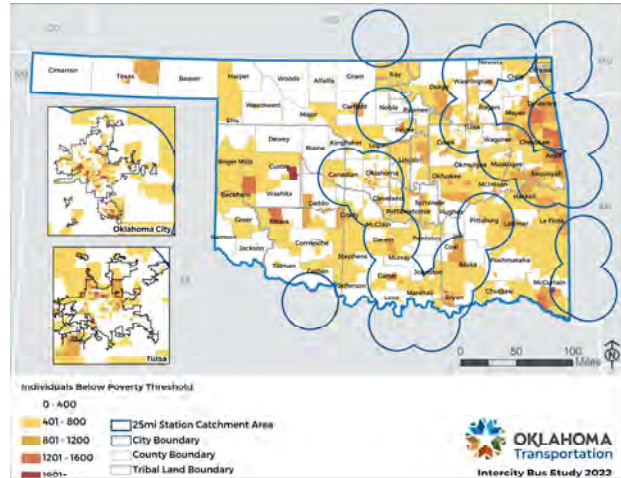 Cimarron
Texas
Beaver
Harper
Woods
Alfalfa
Grant
Kay
Nowata
Craig
Ottawa
Washington
Osage
Woodward
Major
Garfield
Noble
Pawnee
Rogers
Mayes
Delaware
Ellis
Payne
Tulsa
Dewey
Blaine
Kingfisher
Logan
Creek
Wagoner
Cherokee
Adair
Roger Mills
Custer
Canadian
Oklahoma
Lincoln
Okmulgee
Muskogee
Okfuskee
Sequoyah
Beckham
Washita
Caddo
Cleveland
Seminole
McIntosh
Haskell
Grady
Pottawatomie
Hughes
Greer
Kiowa
McClain
Pittsburg
Latimer
Le Flore
Harmon
Jackson
Comanche
Garvin
Pontotoc
Coal
Tillman
Stephens
Murray
Atoka
Pushmataha
Cotton
Carter
Johnston
McCurtain
Jefferson
Love
Marshall
Bryan
Choctaw
Oklahoma City
Tulsa
0 50 100
Miles
N
Individuals Below Poverty Threshold
0 - 400
401 - 800
801 - 1200
1201 - 1600
1601+
25mi Station Catchment Area
City Boundary
County Boundary
Tribal Land Boundary
OKLAHOMA
Transportation
Intercity Bus Study 2022